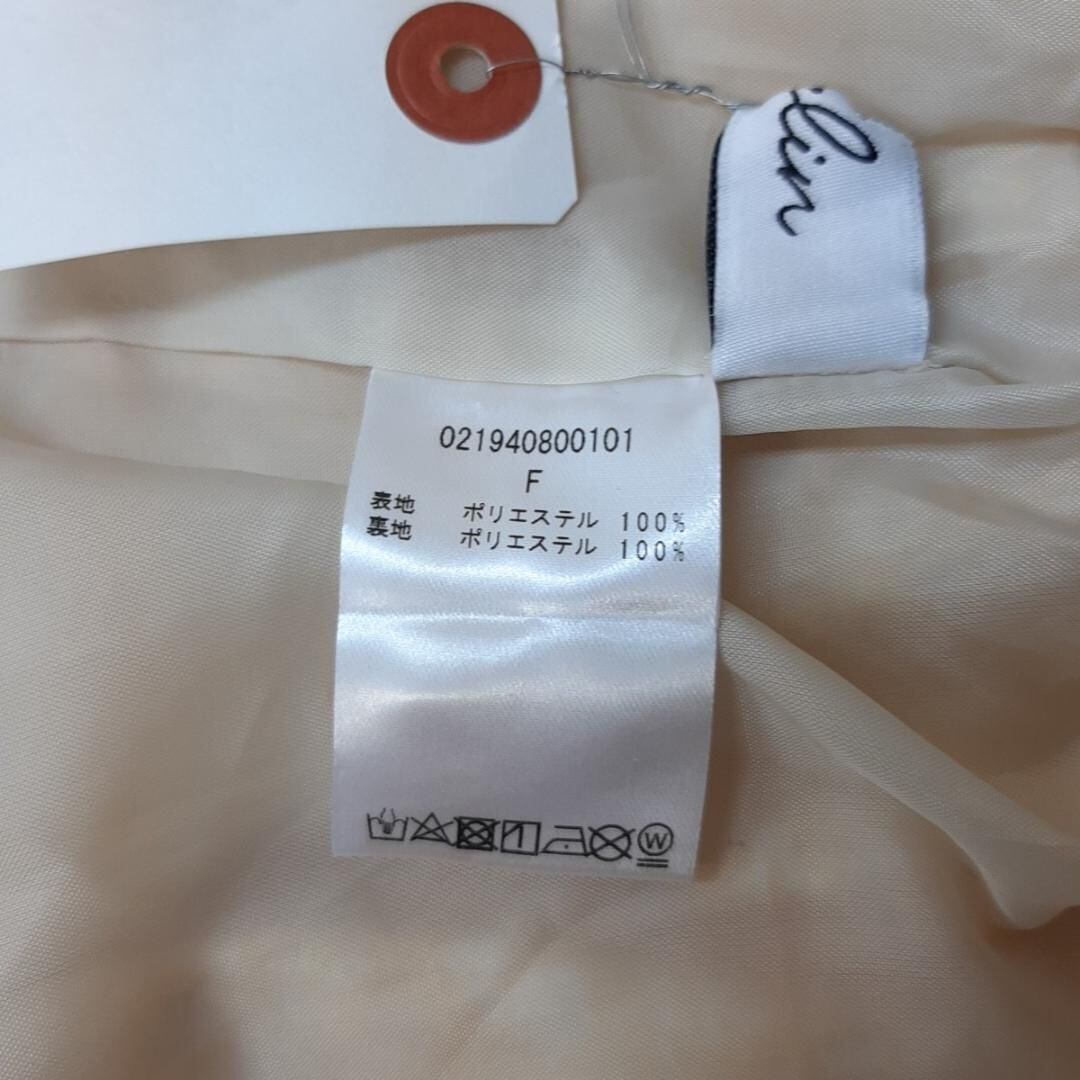 lin
021940800101
F
表地 ポリエステル 100%
裏地 ポリエステル 100%
W